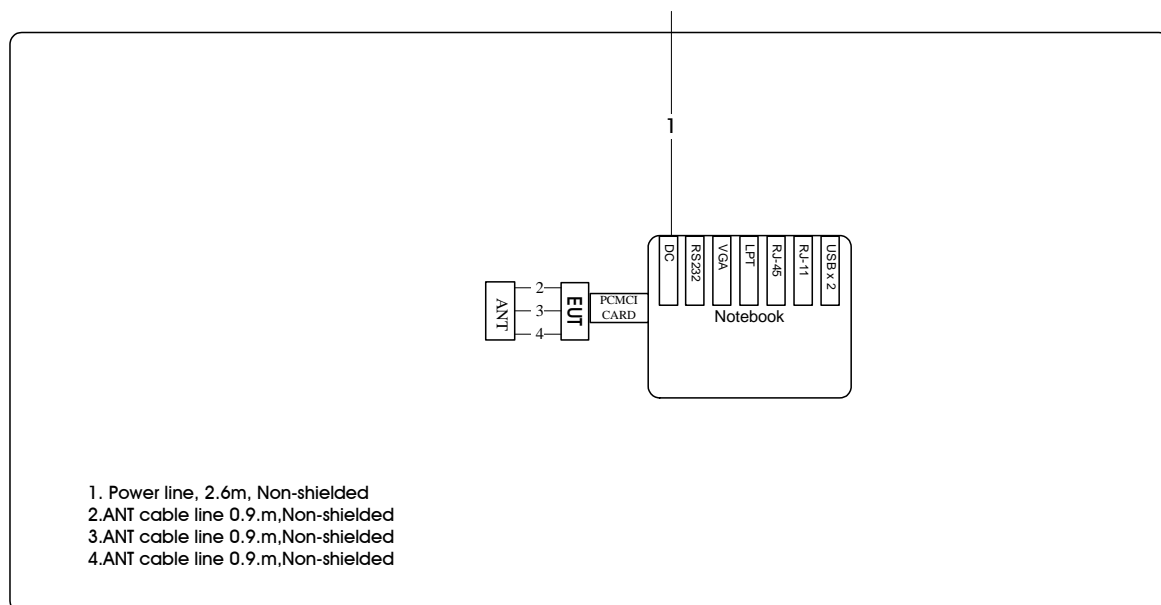 1
DC
RS232
VGA
LPT
RJ-45
RJ-11
USB x 2
Notebook
ANT
2
3
4
EUT
PCMCI
CARD
1. Power line, 2.6m, Non-shielded
2.ANT cable line 0.9.m,Non-shielded
3.ANT cable line 0.9.m,Non-shielded
4.ANT cable line 0.9.m,Non-shielded